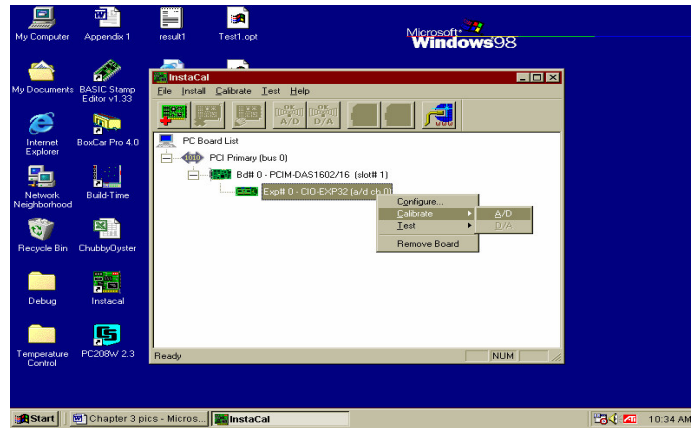 My Computer
Appendix 1
result1
Test1.opt
Microsoft
Windows98
My Documents
BASIC Stamp
Editor v1.33
Internet
Explorer
BoxCar Pro 4.0
Network
Neighborhood
Build-Time
Recycle Bin
ChubbyOyster
Debug
Instacal
Temperature
Control
PC208W 2.3
InstaCal
File Install Calibrate Test Help
OK
A/D
OK
D/A
PC Board List
PCI Primary (bus 0)
Bd# 0 - PCIM-DAS1602/16 (slot# 1)
Exp# 0 - CIO-EXP32 (a/d ch 0)
Configure...
Calibrate
Test
Remove Board
A/D
D/A
Ready
NUM
Start
Chapter 3 pics - Micros...
InstaCal
ATI
10:34 AM